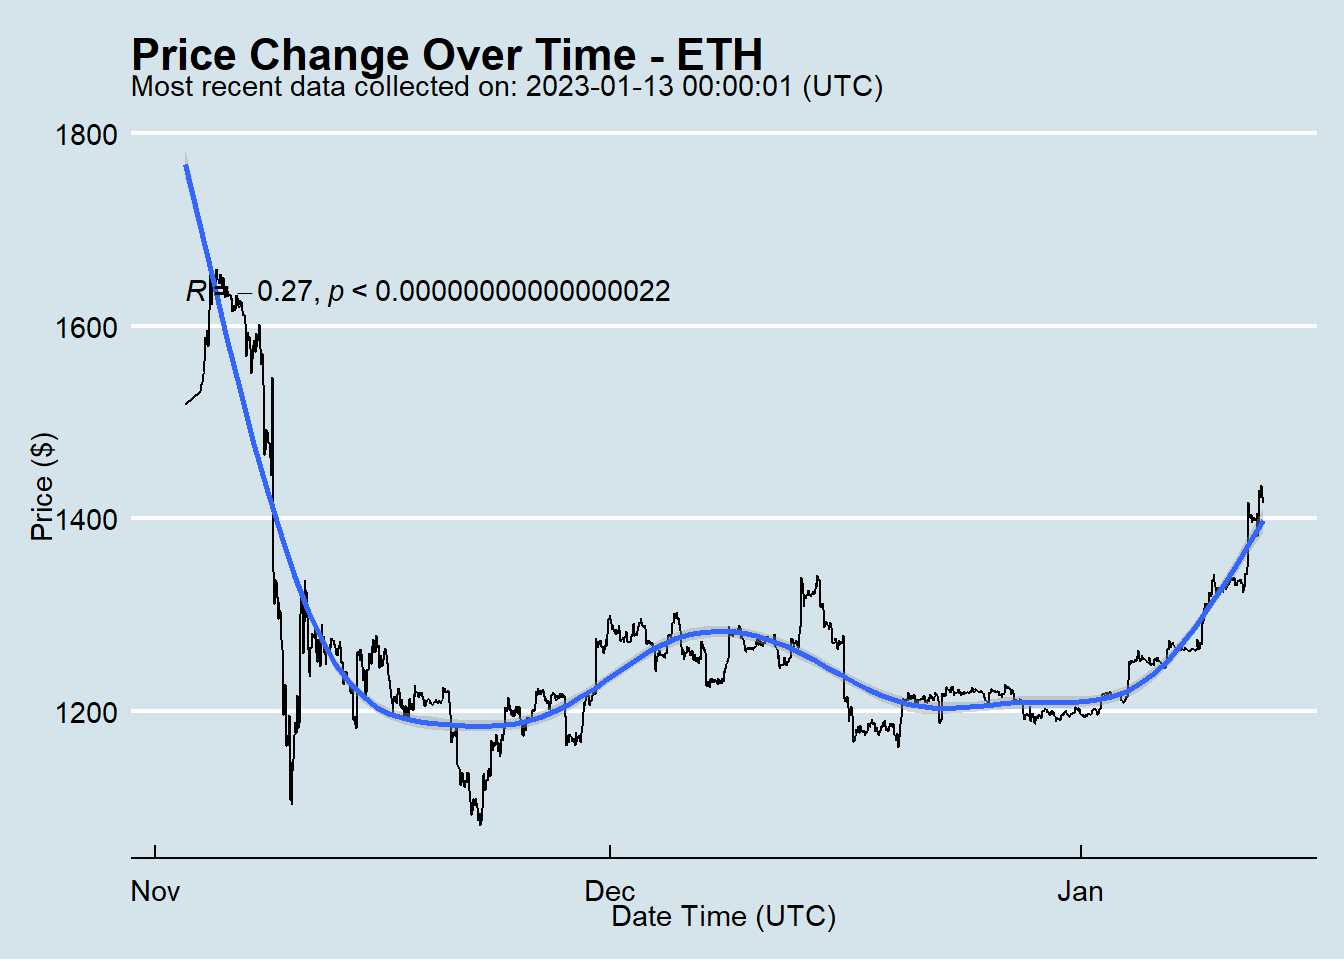 Price Change Over Time - ETH
Most recent data collected on: 2023-01-13 00:00:01 (UTC)
1800
R = −0.27, p < 0.00000000000000022
1600
Price ($)
1400
1200
Nov Dec Jan
Date Time (UTC)